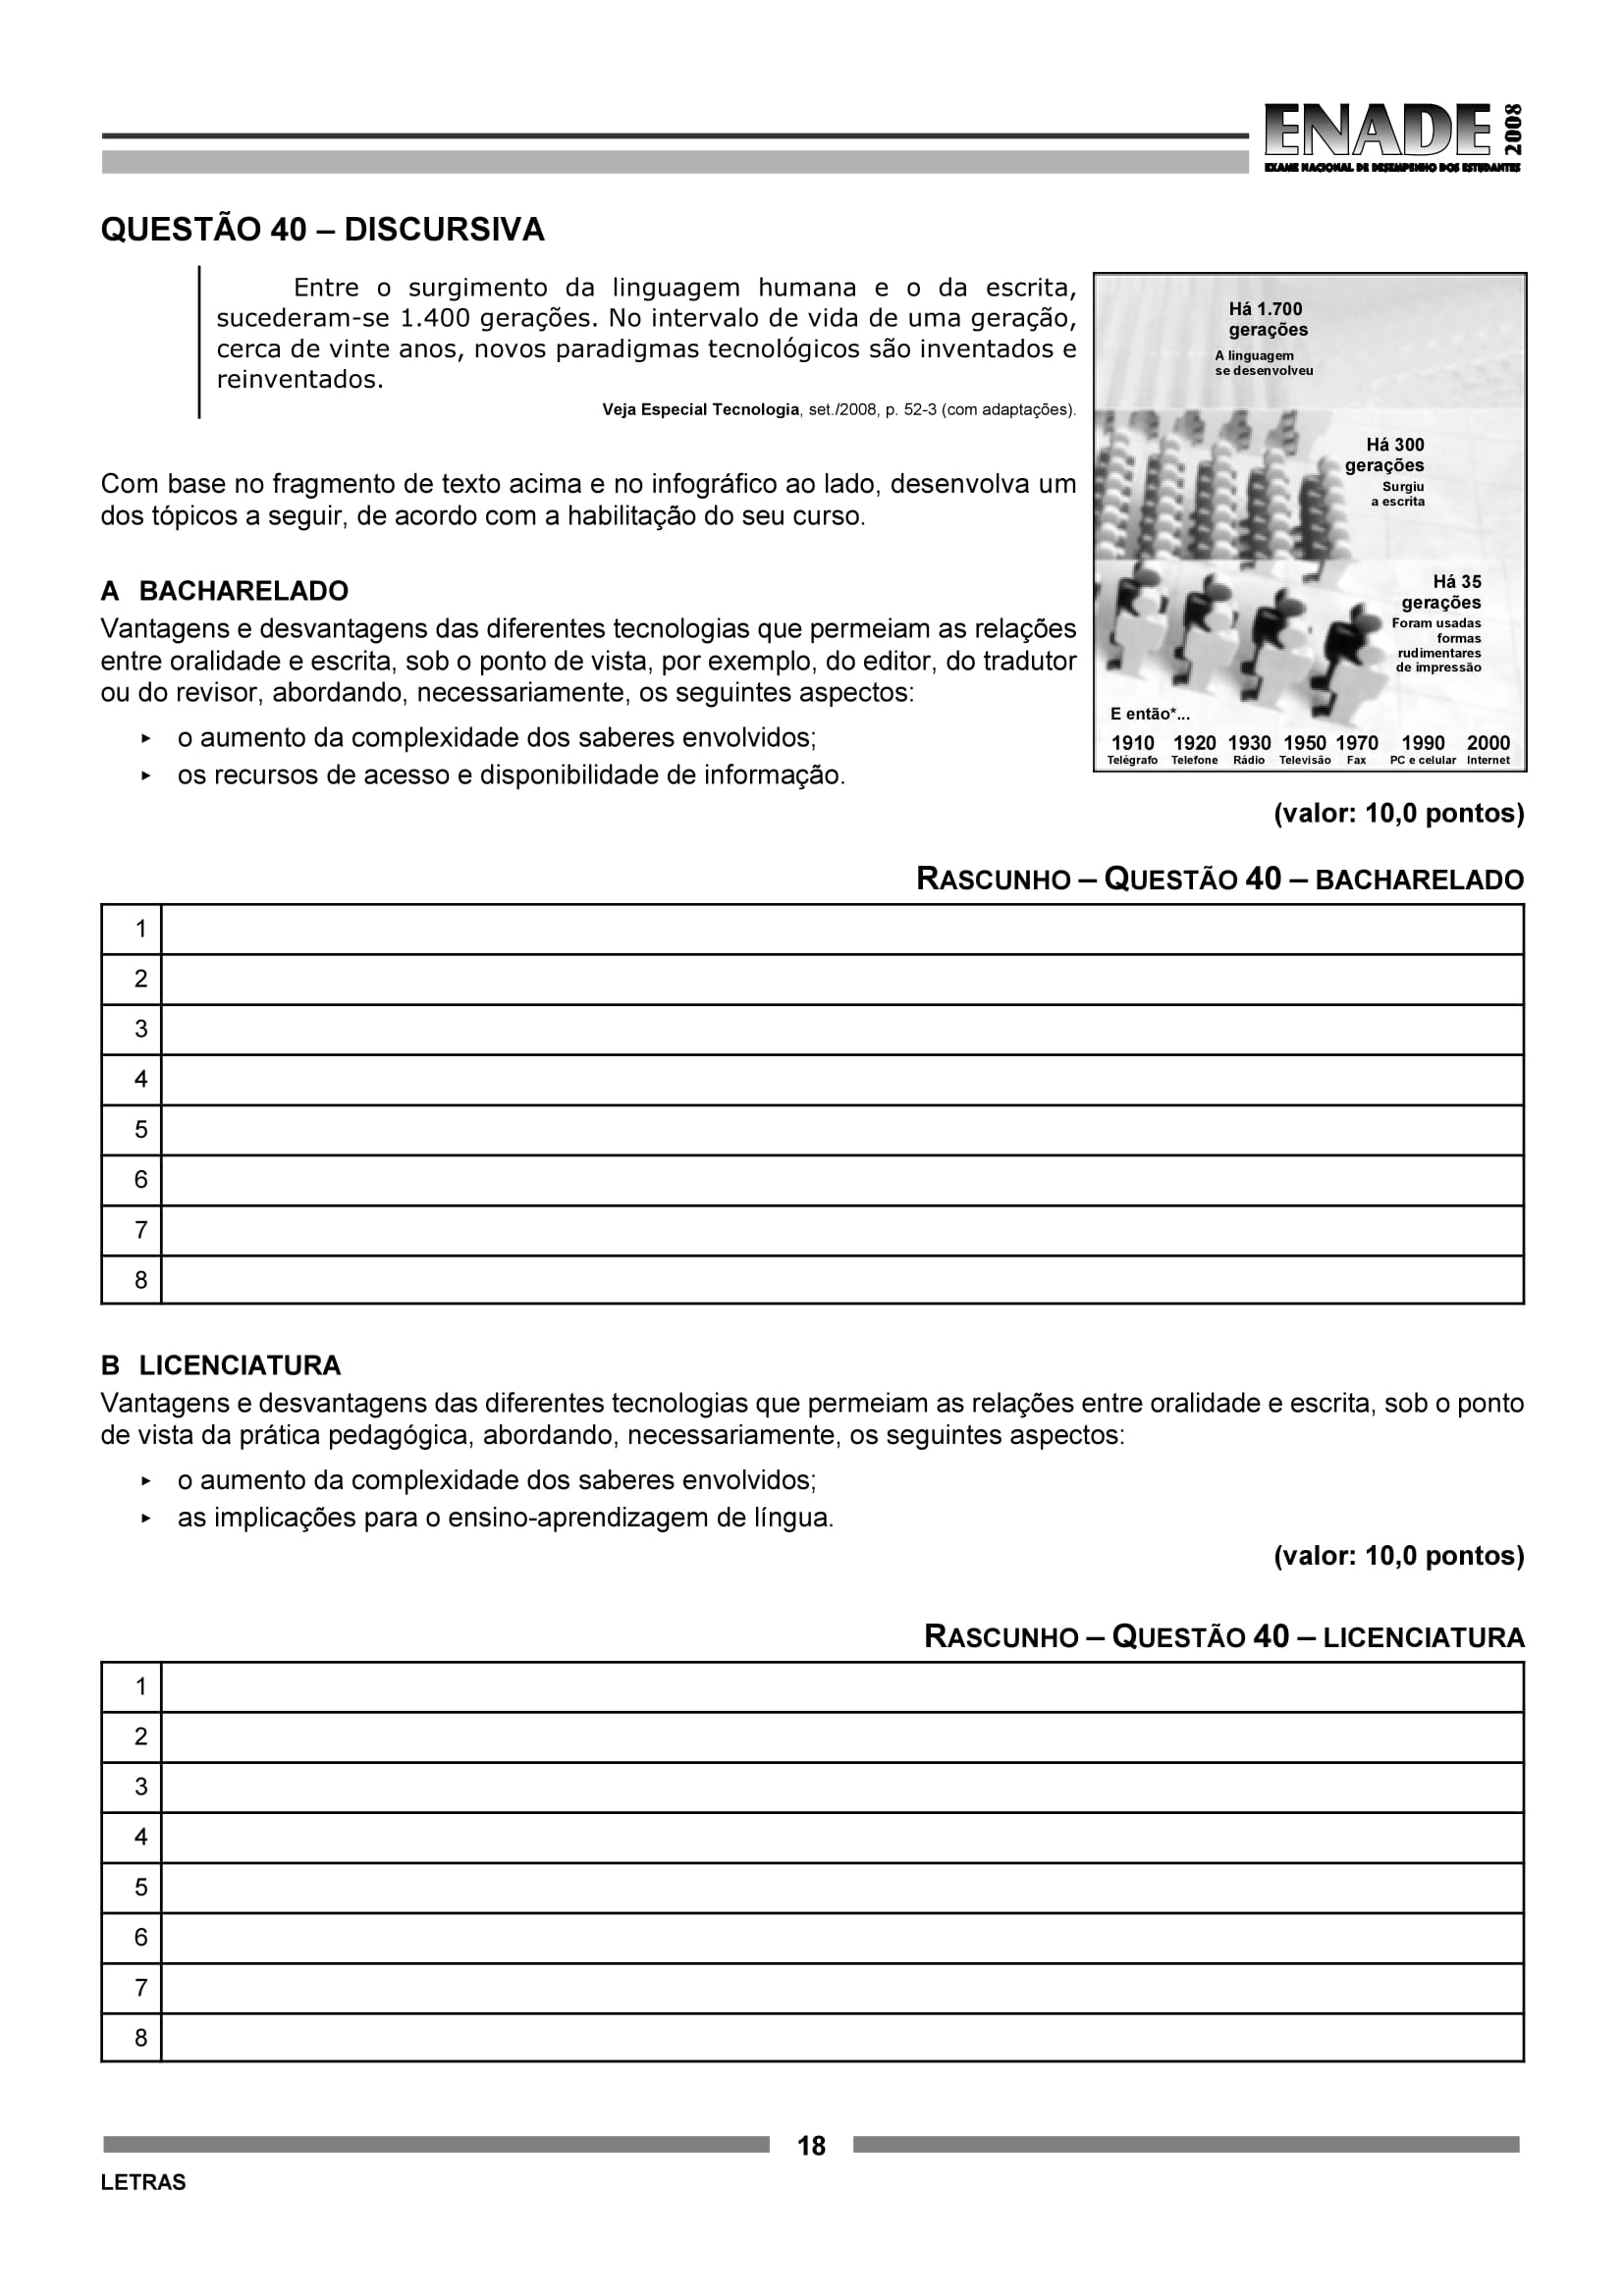 ENADE 2008
EXAME NACIONAL DE DESEMPENHO DOS ESTUDANTES
QUESTÃO 40 – DISCURSIVA
Entre o surgimento da linguagem humana e o da escrita,
sucederam-se 1.400 gerações. No intervalo de vida de uma geração,
cerca de vinte anos, novos paradigmas tecnológicos são inventados e
reinventados.
Veja Especial Tecnologia, set./2008, p. 52-3 (com adaptações).
Com base no fragmento de texto acima e no infográfico ao lado, desenvolva um
dos tópicos a seguir, de acordo com a habilitação do seu curso.
A BACHARELADO
Vantagens e desvantagens das diferentes tecnologias que permeiam as relações
entre oralidade e escrita, sob o ponto de vista, por exemplo, do editor, do tradutor
ou do revisor, abordando, necessariamente, os seguintes aspectos:
▸ o aumento da complexidade dos saberes envolvidos;
▸ os recursos de acesso e disponibilidade de informação.
Há 1.700
gerações
A linguagem
se desenvolveu
Há 300
gerações
Surgiu
a escrita
Há 35
gerações
Foram usadas
formas
rudimentares
de impressão
E então*...
1910 1920 1930 1950 1970 1990 2000
Telégrafo Telefone Rádio Televisão Fax PC e celular Internet
(valor: 10,0 pontos)
RASCUNHO – QUESTÃO 40 – BACHARELADO
1
2
3
4
5
6
7
8
B LICENCIATURA
Vantagens e desvantagens das diferentes tecnologias que permeiam as relações entre oralidade e escrita, sob o ponto
de vista da prática pedagógica, abordando, necessariamente, os seguintes aspectos:
▸ o aumento da complexidade dos saberes envolvidos;
▸ as implicações para o ensino-aprendizagem de língua.
(valor: 10,0 pontos)
RASCUNHO – QUESTÃO 40 – LICENCIATURA
1
2
3
4
5
6
7
8
18
LETRAS